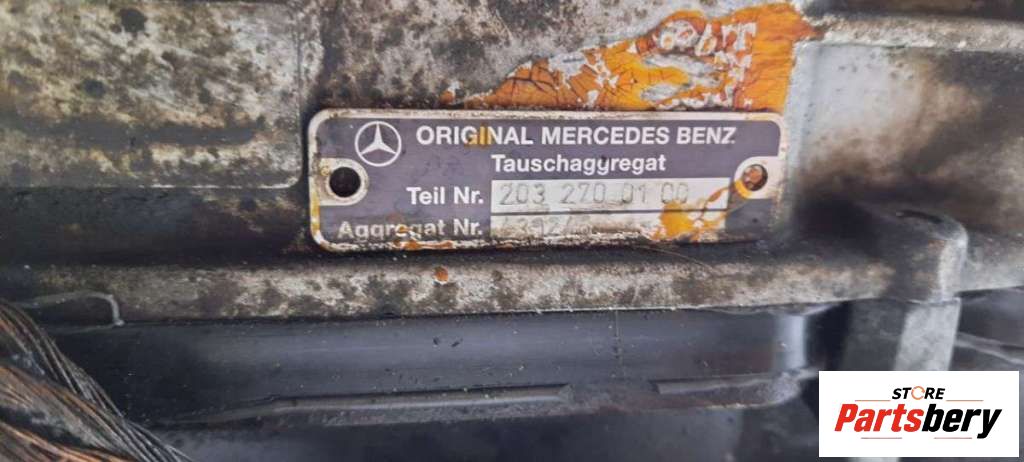 ORIGINAL MERCEDES BENZ
Tauschaggregat
Teil Nr. 203 270 01 00
Aggregat Nr.
STORE
Partsbery